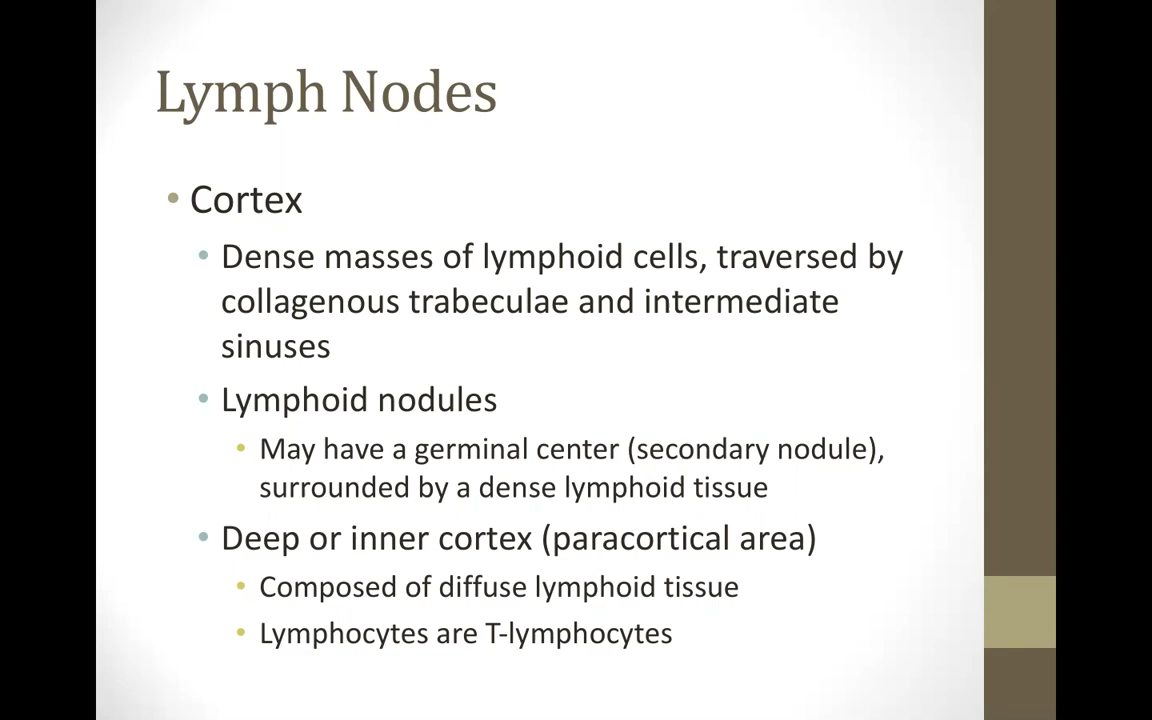 Lymph Nodes
• Cortex
• Dense masses of lymphoid cells, traversed by
collagenous trabeculae and intermediate
sinuses
• Lymphoid nodules
• May have a germinal center (secondary nodule),
surrounded by a dense lymphoid tissue
• Deep or inner cortex (paracortical area)
• Composed of diffuse lymphoid tissue
• Lymphocytes are T-lymphocytes